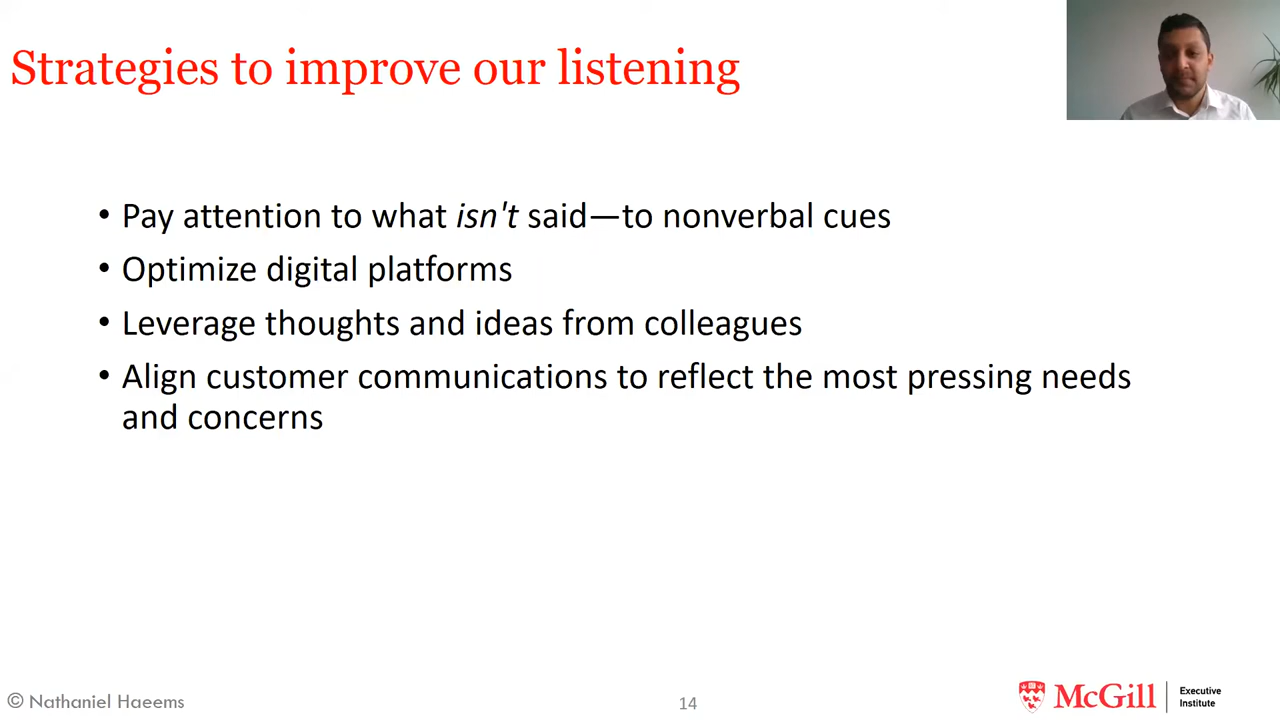 Strategies to improve our listening
• Pay attention to what isn't said—to nonverbal cues
• Optimize digital platforms
• Leverage thoughts and ideas from colleagues
• Align customer communications to reflect the most pressing needs
and concerns
© Nathaniel Haeems
14
McGill
Executive
Institute